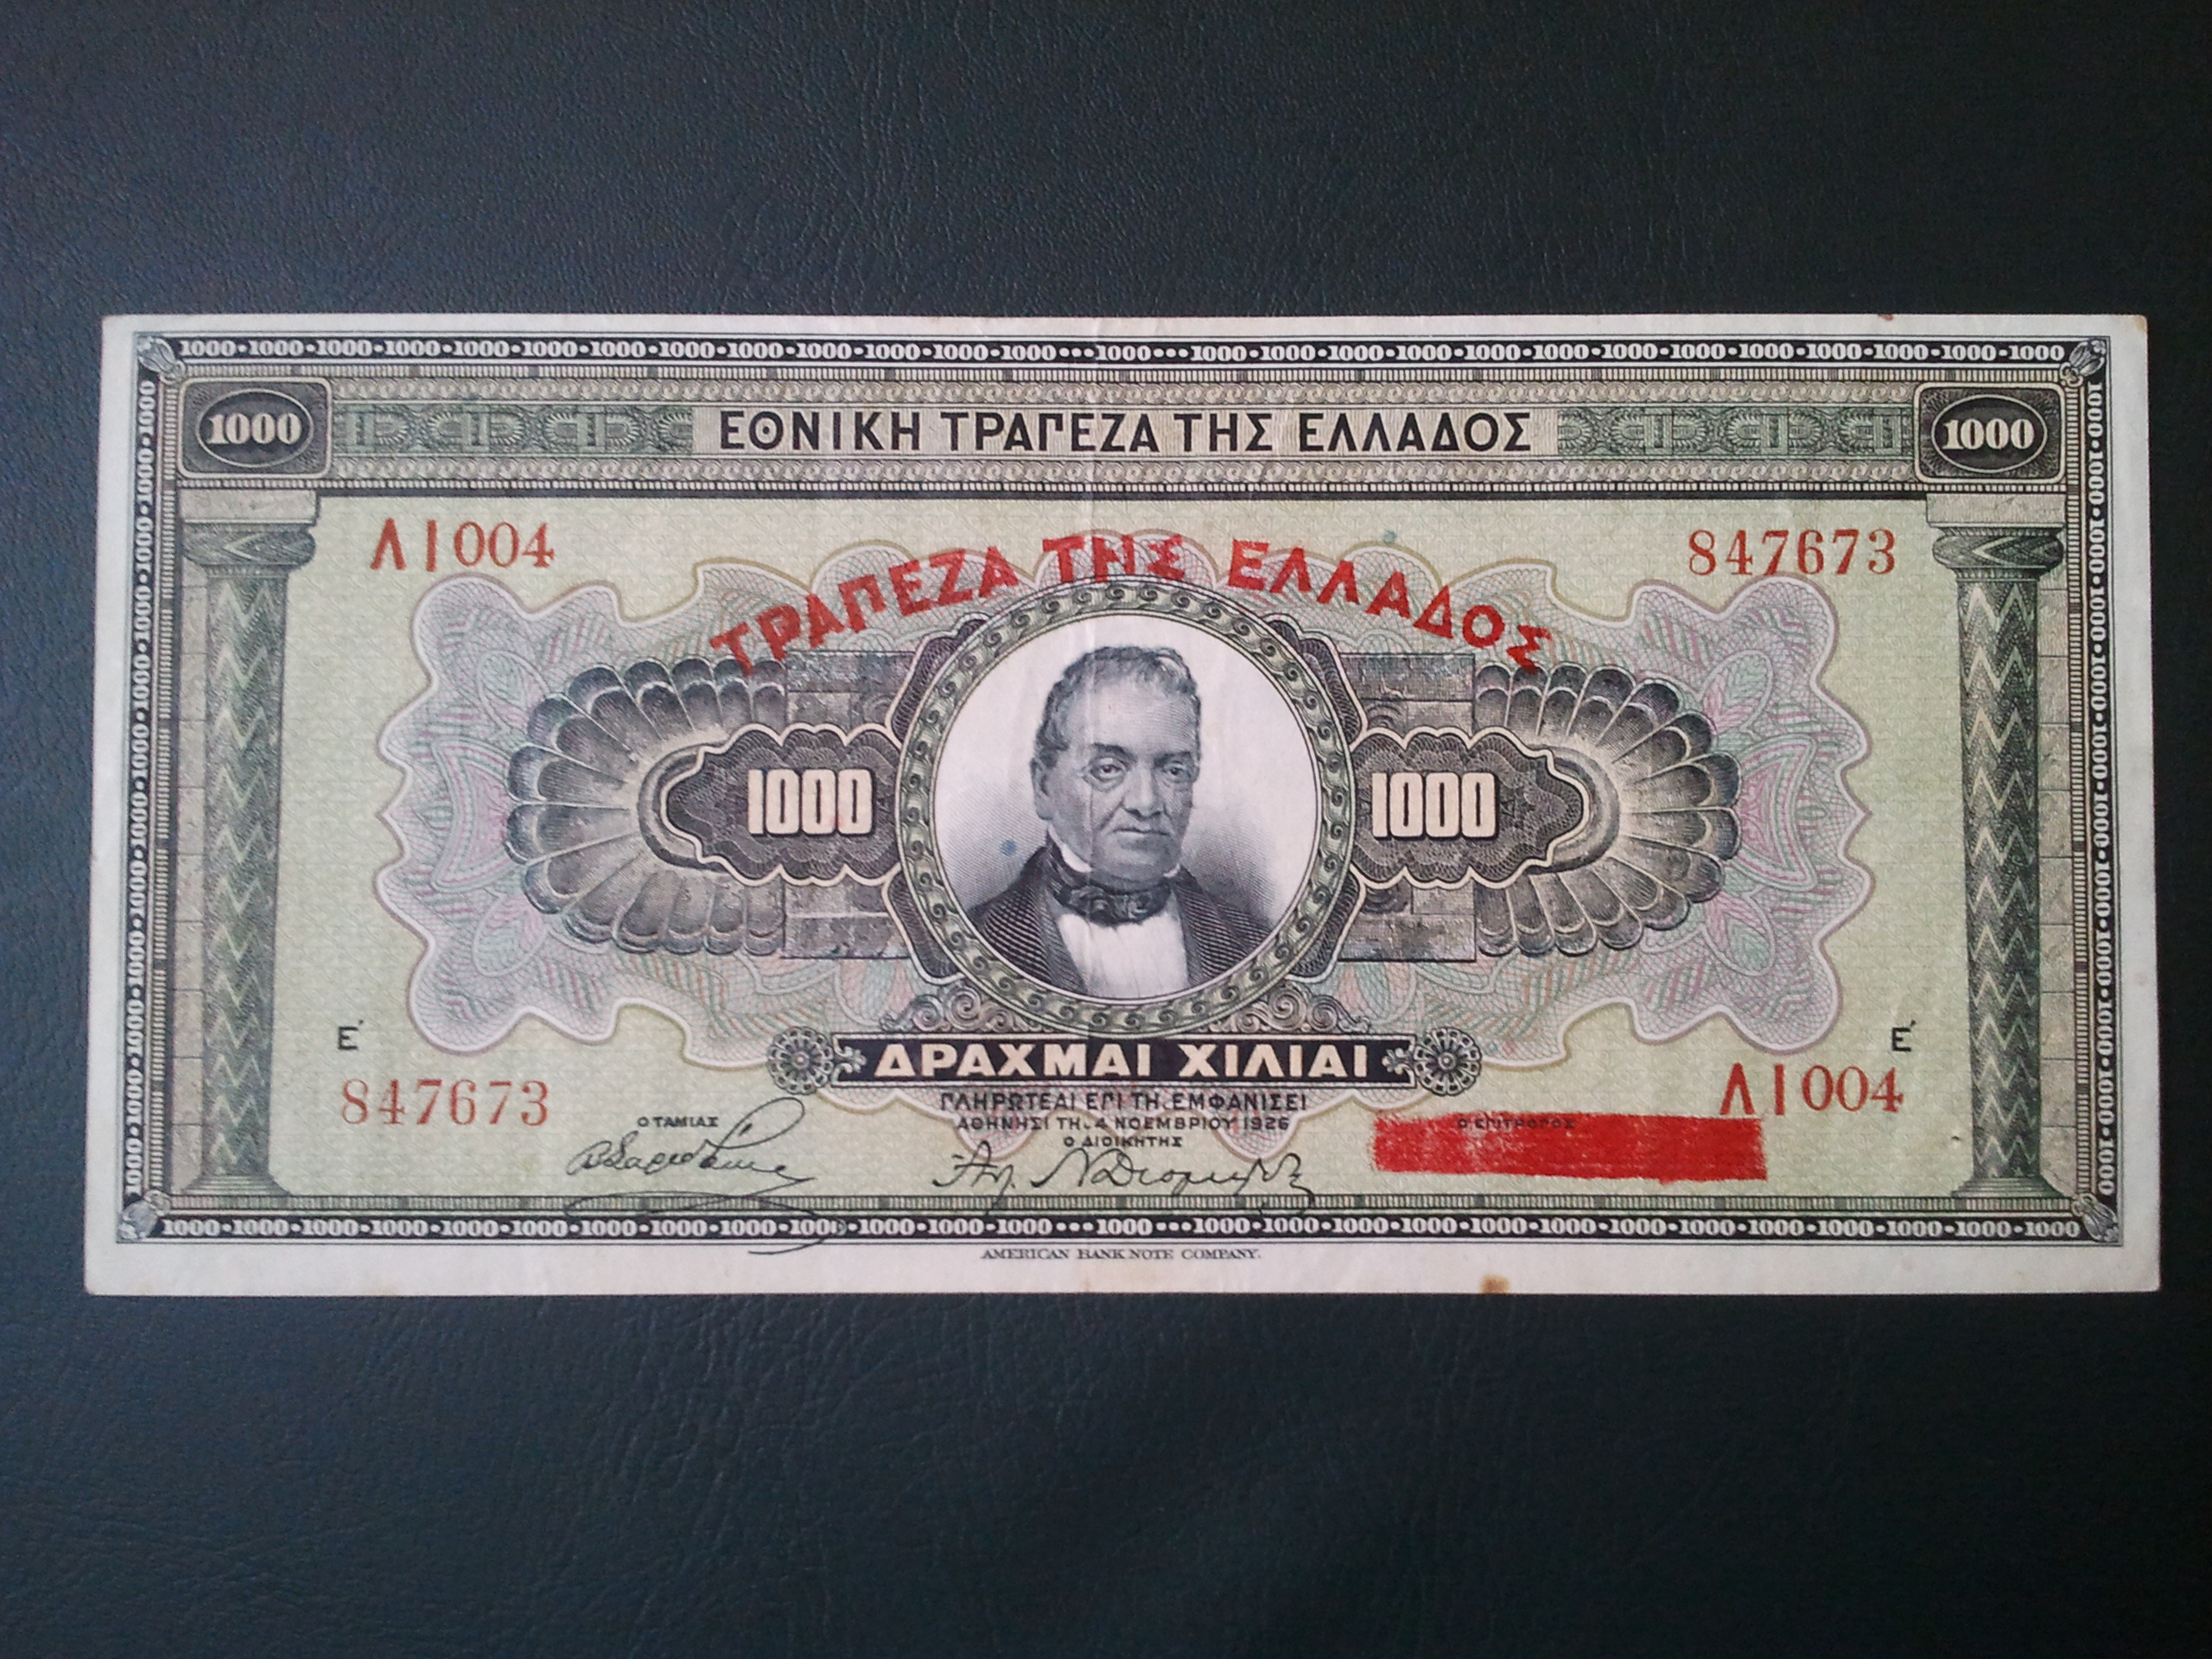 1000•1000•1000•1000•1000•1000•1000•1000•1000•1000•1000•1000•1000•••1000•••1000•1000•1000•1000•1000•1000•1000•1000•1000•1000•1000•1000•1000
1000 ΕΘΝΙΚΗ ΤΡΑΠΕΖΑ ΤΗΣ ΕΛΛΑΔΟΣ 1000
ΛΙ004 847673
ΤΡΑΠΕΖΑ ΤΗΣ ΕΛΛΑΔΟΣ
1000 1000
Ε΄ Ε΄
ΔΡΑΧΜΑΙ ΧΙΛΙΑΙ
847673 ΛΙ004
ΠΛΗΡΩΤΕΑΙ ΕΠΙ ΤΗ ΕΜΦΑΝΙΣΕΙ
ΑΘΗΝΗΣΙ ΤΗ 4 ΝΟΕΜΒΡΙΟΥ 1926
Ο ΤΑΜΙΑΣ Ο ΔΙΟΙΚΗΤΗΣ Ο ΕΠΙΤΡΟΠΟΣ
1000•1000•1000•1000•1000•1000•1000•1000•1000•1000•1000•1000•1000•••1000•••1000•1000•1000•1000•1000•1000•1000•1000•1000•1000•1000•1000•1000
AMERICAN BANK NOTE COMPANY.